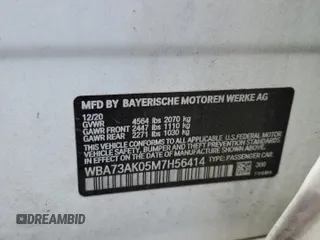 MFD BY BAYERISCHE MOTOREN WERKE AG
12/20
GVWR 4564 lbs 2070 kg
GAWR FRONT 2447 lbs 1110 kg
GAWR REAR 2271 lbs 1030 kg
THIS VEHICLE CONFORMS TO ALL APPLICABLE U.S. FEDERAL MOTOR
VEHICLE SAFETY, BUMPER, AND THEFT PREVENTION
STANDARDS IN EFFECT ON THE DATE OF MANUFACTURE SHOWN ABOVE.
WBA73AK05M7H56414 TYPE: PASSENGER CAR
300
DREAMBID